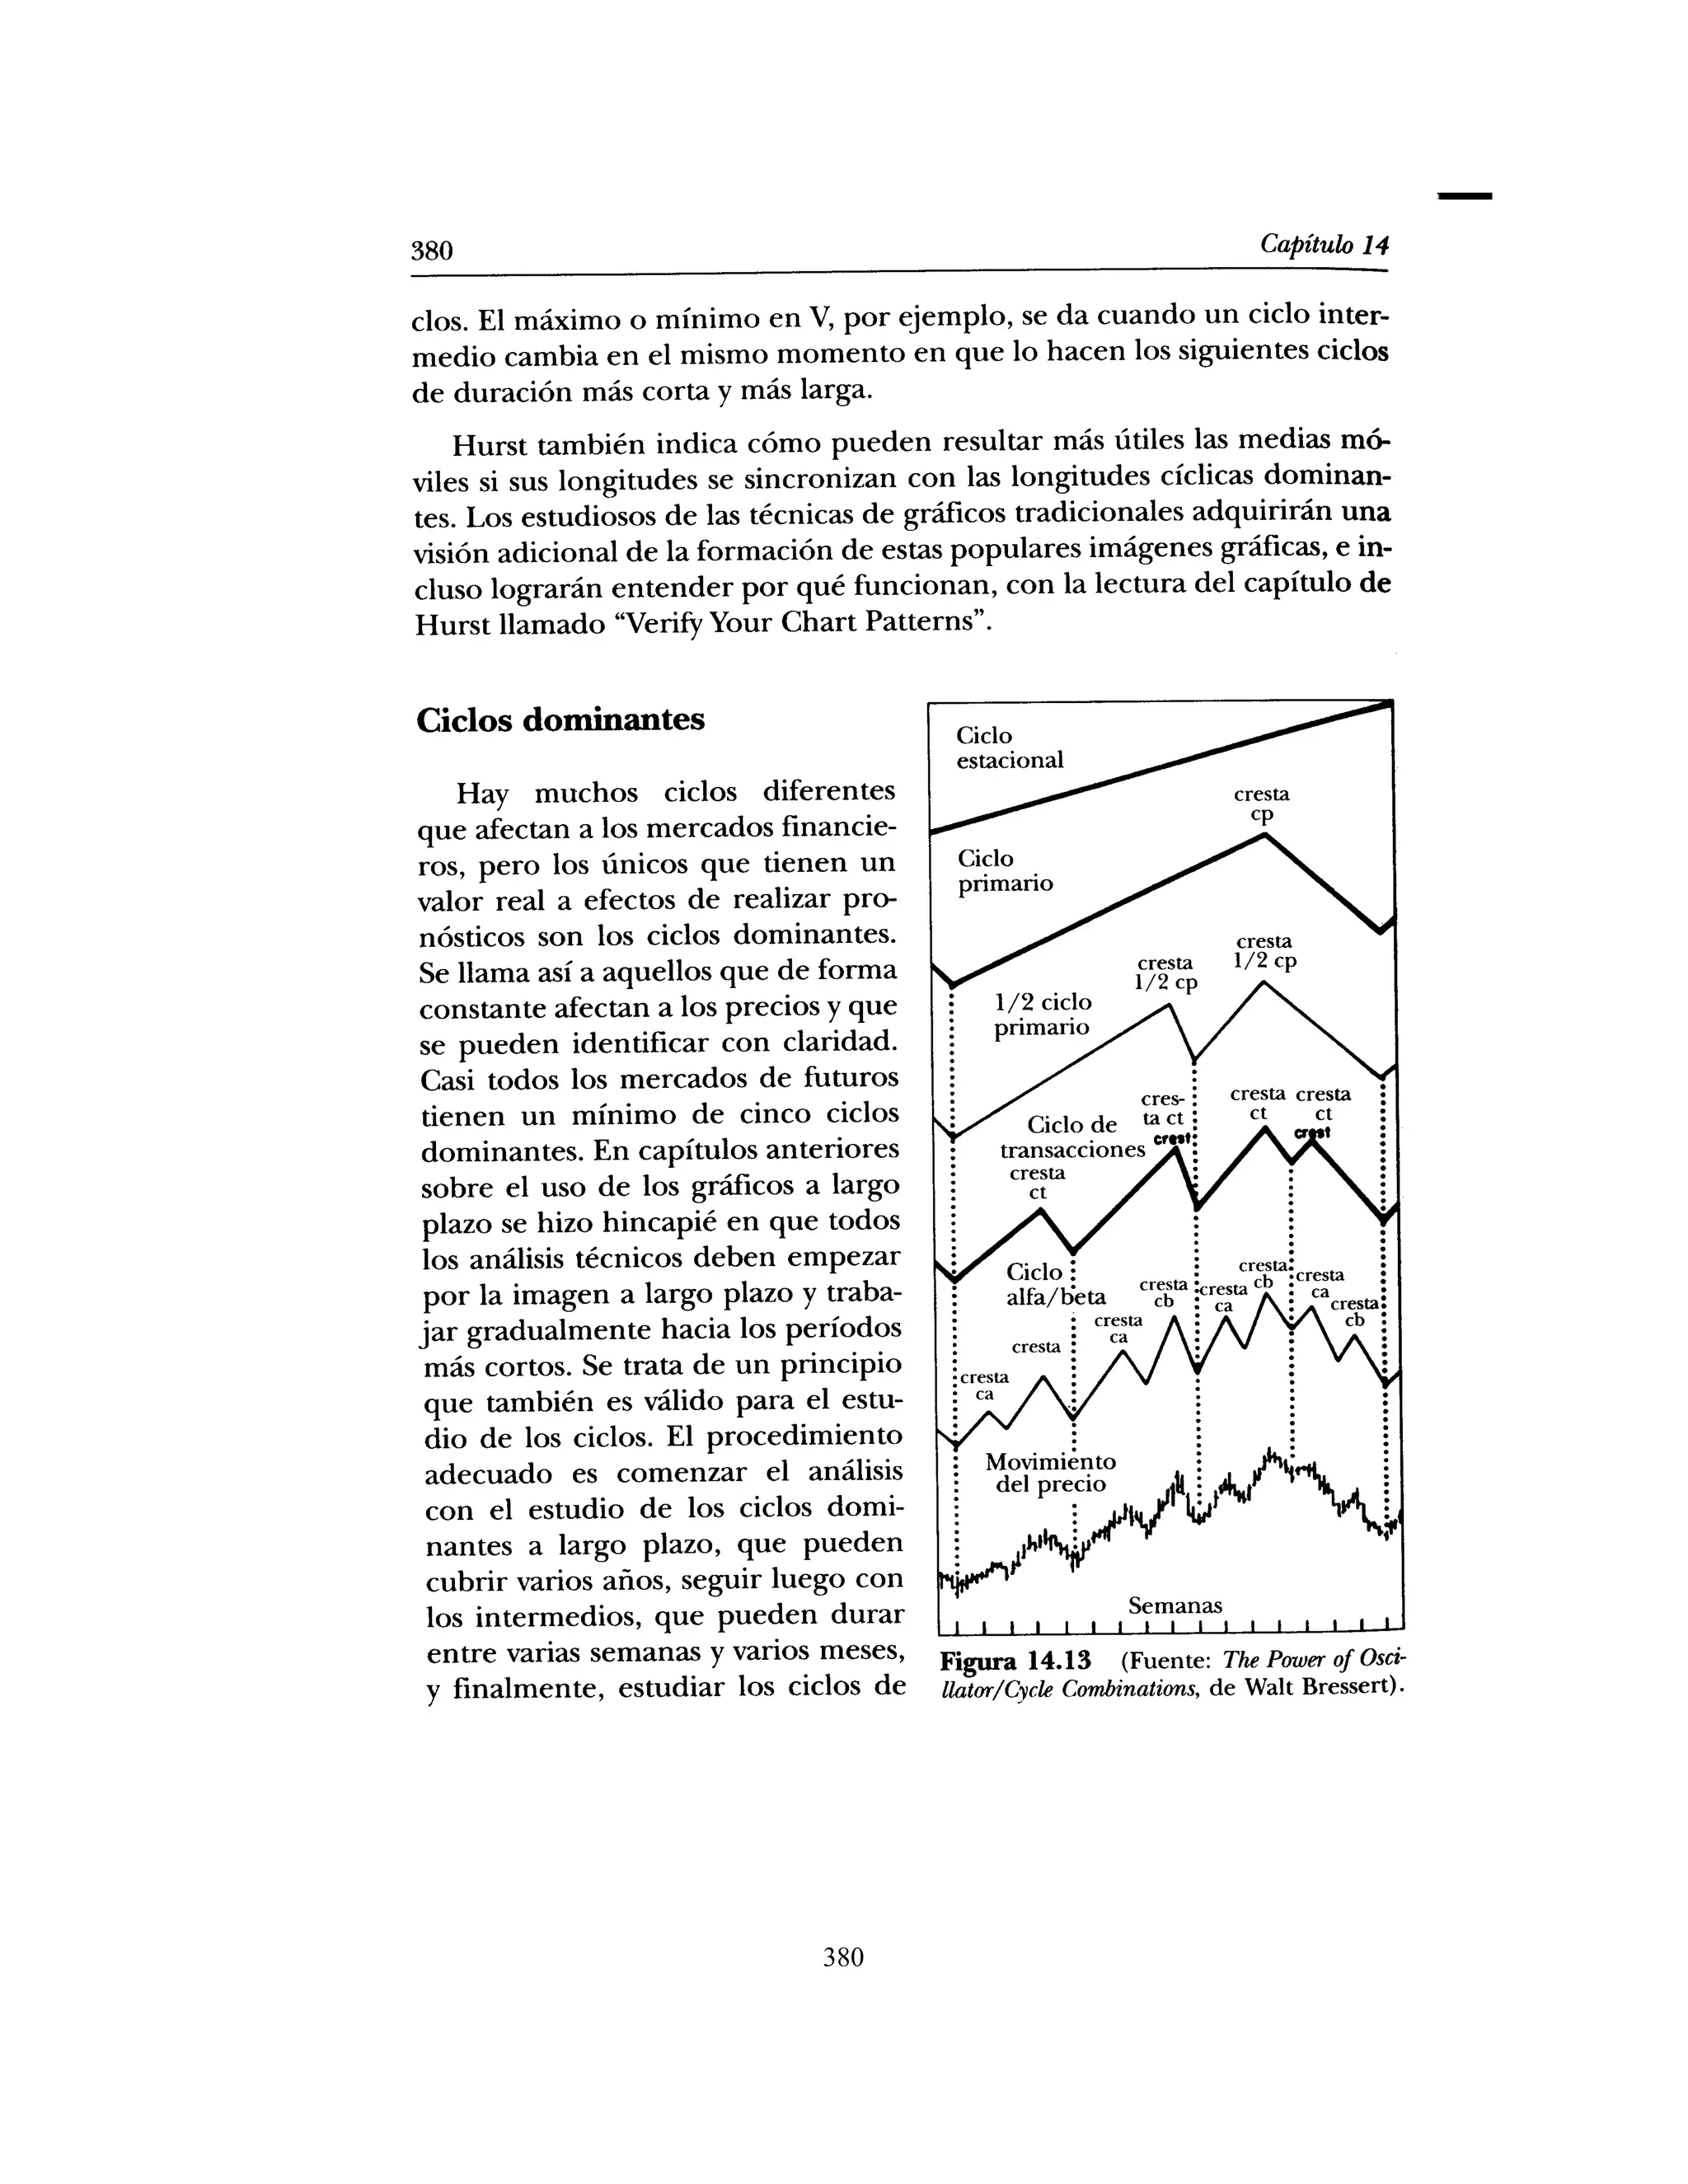 380
Capítulo 14
clos. El máximo o mínimo en V, por ejemplo, se da cuando un ciclo inter-
medio cambia en el mismo momento en que lo hacen los siguientes ciclos
de duración más corta y más larga.
Hurst también indica cómo pueden resultar más útiles las medias mó-
viles si sus longitudes se sincronizan con las longitudes cíclicas dominan-
tes. Los estudiosos de las técnicas de gráficos tradicionales adquirirán una
visión adicional de la formación de estas populares imágenes gráficas, e in-
cluso lograrán entender por qué funcionan, con la lectura del capítulo de
Hurst llamado “Verify Your Chart Patterns”.
Ciclos dominantes
Hay muchos ciclos diferentes
que afectan a los mercados financie-
ros, pero los únicos que tienen un
valor real a efectos de realizar pro-
nósticos son los ciclos dominantes.
Se llama así a aquellos que de forma
constante afectan a los precios y que
se pueden identificar con claridad.
Casi todos los mercados de futuros
tienen un mínimo de cinco ciclos
dominantes. En capítulos anteriores
sobre el uso de los gráficos a largo
plazo se hizo hincapié en que todos
los análisis técnicos deben empezar
por la imagen a largo plazo y traba-
jar gradualmente hacia los períodos
más cortos. Se trata de un principio
que también es válido para el estu-
dio de los ciclos. El procedimiento
adecuado es comenzar el análisis
con el estudio de los ciclos domi-
nantes a largo plazo, que pueden
cubrir varios años, seguir luego con
los intermedios, que pueden durar
entre varias semanas y varios meses,
y finalmente, estudiar los ciclos de
Ciclo
estacional
cresta
cp
Ciclo
primario
cresta
1/2 cp
cresta
1/2 cp
1/2 ciclo
primario
cres-
ta ct
crest
cresta
ct
cresta
ct
crest
Ciclo de
transacciones
cresta
ct
Ciclo
alfa/beta
cresta
ca
cresta
cresta
ca
cresta
cb
cresta
ca
cresta
cb
cresta
ca
cresta
cb
Movimiento
del precio
Semanas
Figura 14.13 (Fuente: The Power of Osci-
llator/Cycle Combinations, de Walt Bressert).
380